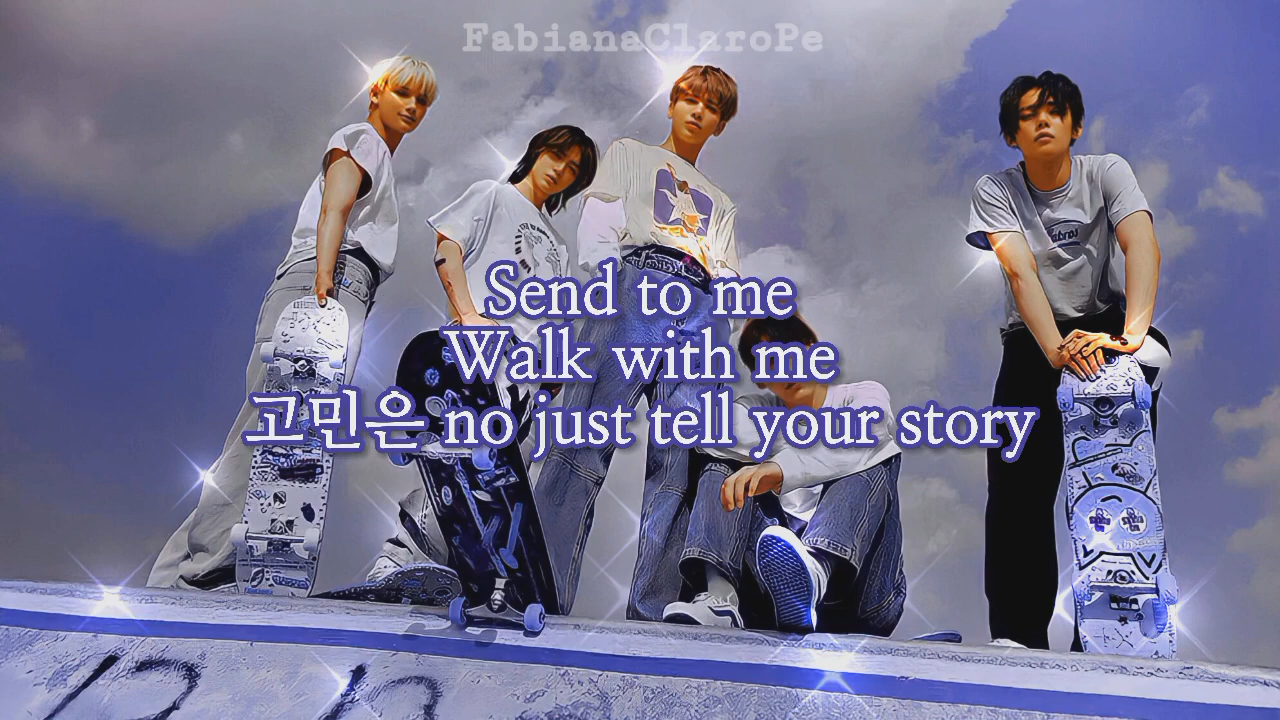 FabianaClaroPe
Send to me
Walk with me
고민은 no just tell your story